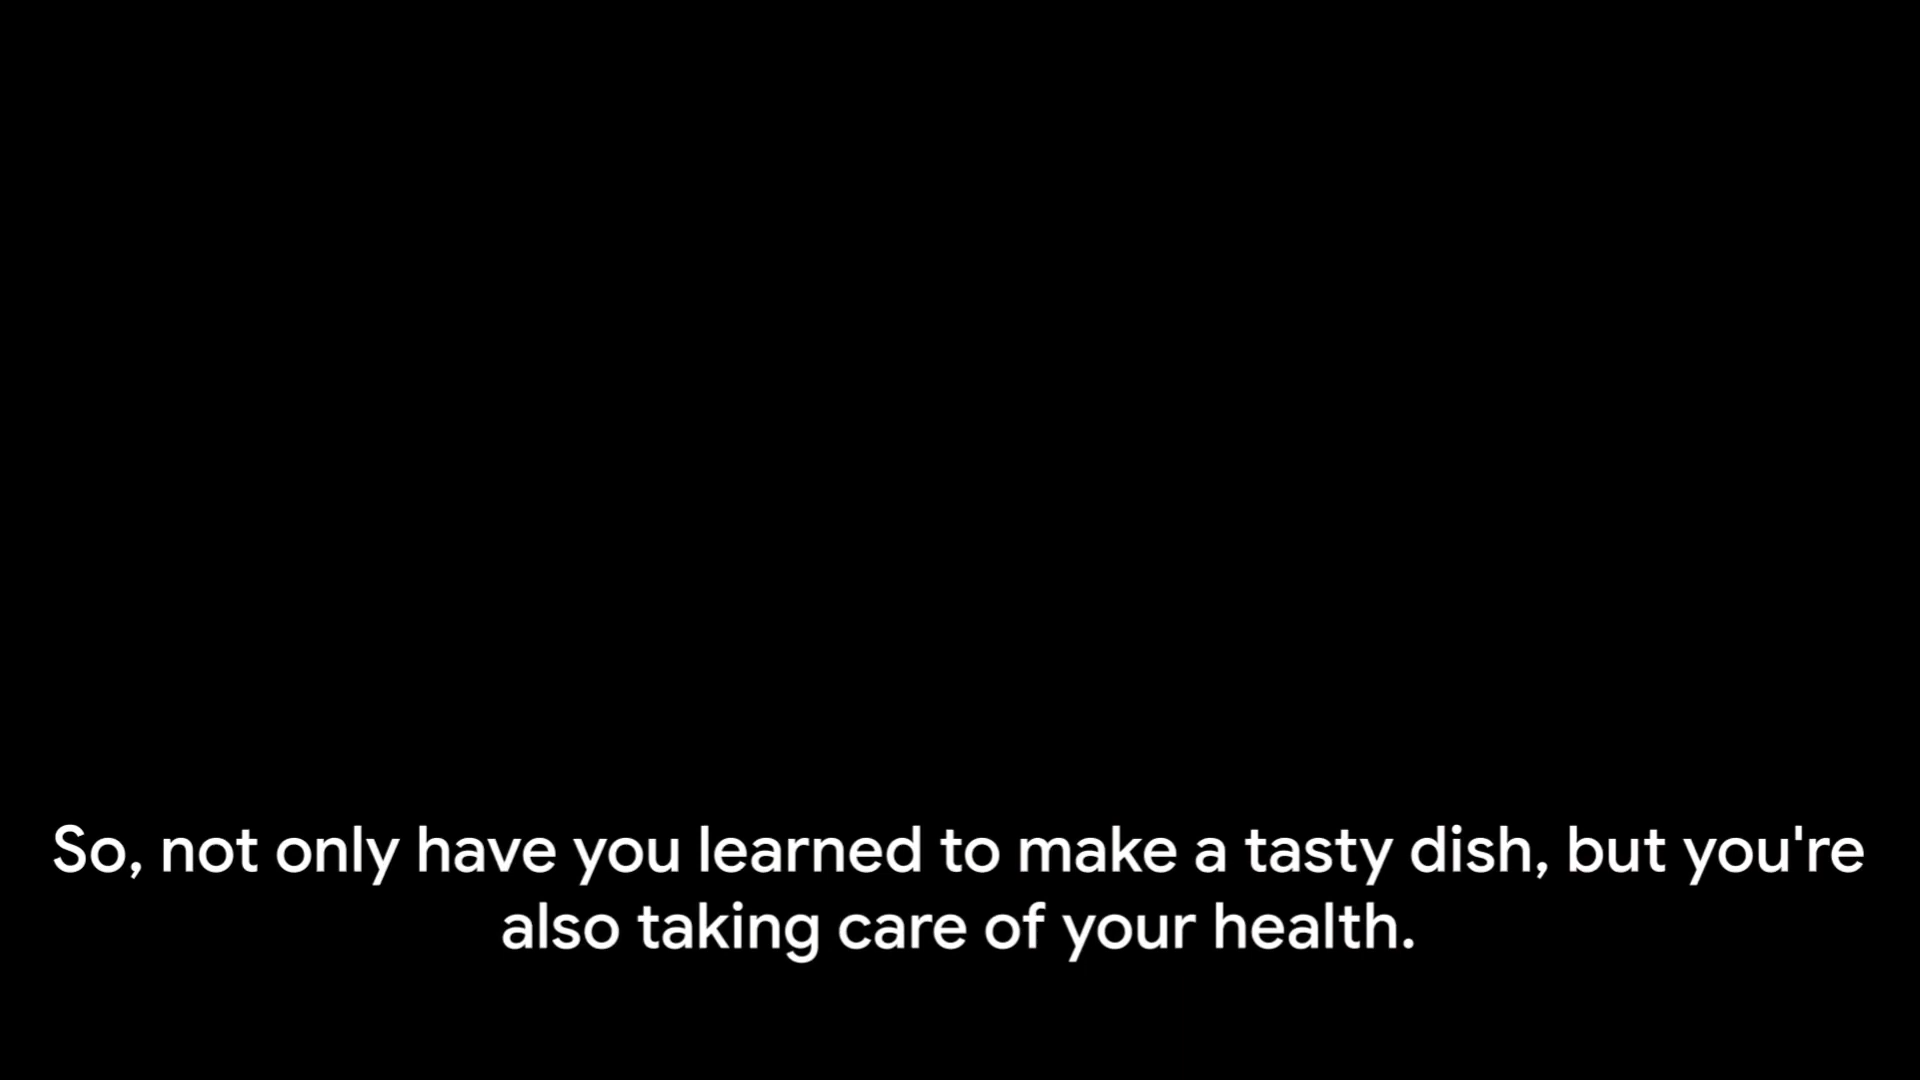 So, not only have you learned to make a tasty dish, but you're
also taking care of your health.